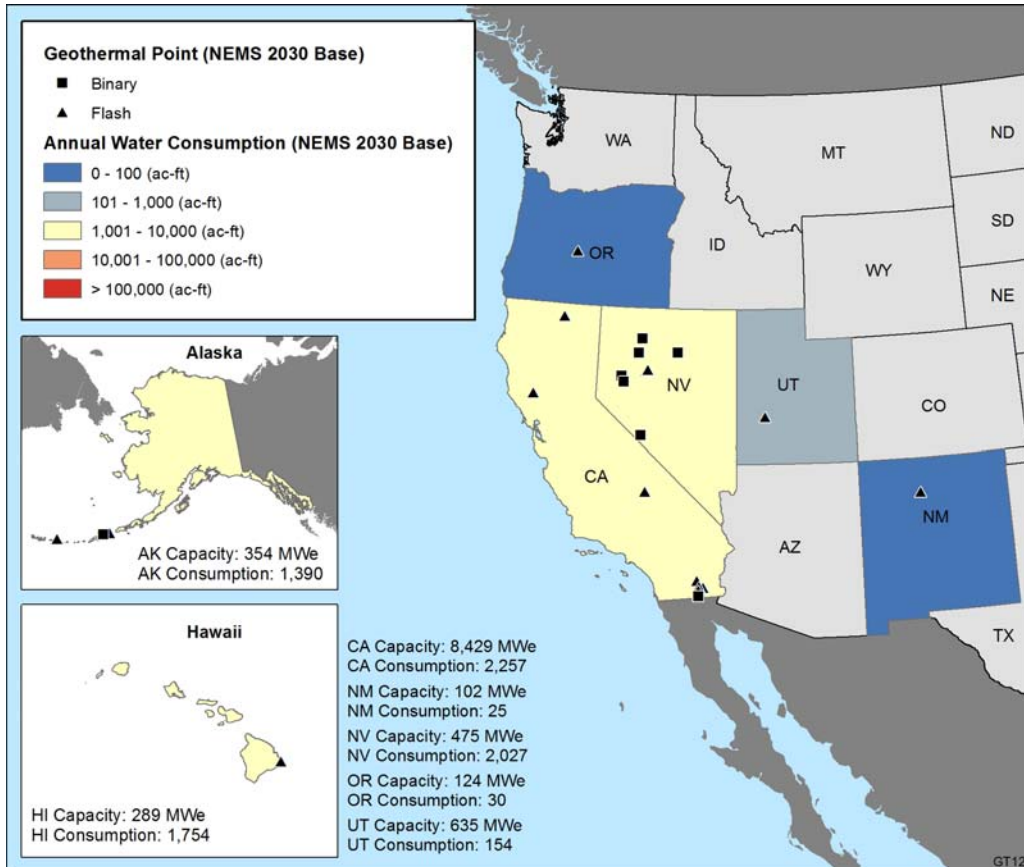 Geothermal Point (NEMS 2030 Base)
Binary
Flash
Annual Water Consumption (NEMS 2030 Base)
0 - 100 (ac-ft)
101 - 1,000 (ac-ft)
1,001 - 10,000 (ac-ft)
10,001 - 100,000 (ac-ft)
> 100,000 (ac-ft)
WA
MT
ND
OR
ID
SD
WY
NE
NV
UT
CO
CA
AZ
NM
TX
Alaska
AK Capacity: 354 MWe
AK Consumption: 1,390
Hawaii
HI Capacity: 289 MWe
HI Consumption: 1,754
CA Capacity: 8,429 MWe
CA Consumption: 2,257
NM Capacity: 102 MWe
NM Consumption: 25
NV Capacity: 475 MWe
NV Consumption: 2,027
OR Capacity: 124 MWe
OR Consumption: 30
UT Capacity: 635 MWe
UT Consumption: 154